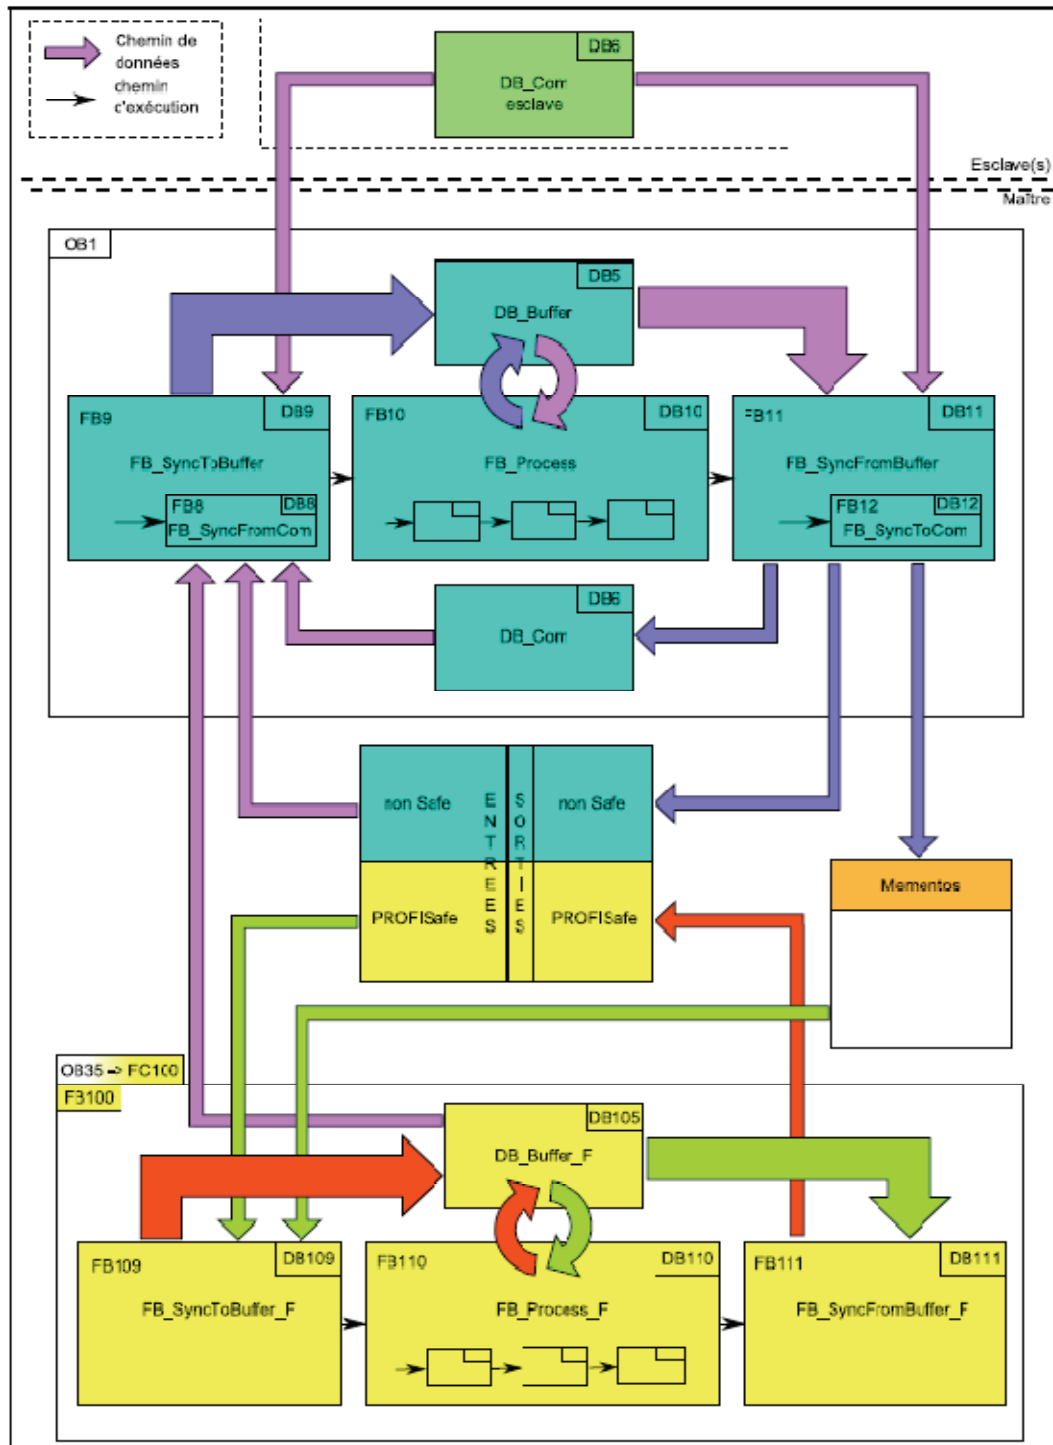 Chemin de
données
chemin
d'exécution
DB6
DB_Com
esclave
Esclave(s)
Maître
OB1
DB5
DB_Buffer
FB9
DB9
FB_SyncToBuffer
FB8
DB8
FB_SyncFromCom
FB10
DB10
FB_Process
FB11
DB11
FB_SyncFromBuffer
FB12
DB12
FB_SyncToCom
DB6
DB_Com
non Safe
ENTREES
SORTIES
non Safe
PROFISafe
PROFISafe
Mementos
OB35 => FC100
FB100
DB105
DB_Buffer_F
FB109
DB109
FB_SyncToBuffer_F
FB110
DB110
FB_Process_F
FB111
DB111
FB_SyncFromBuffer_F